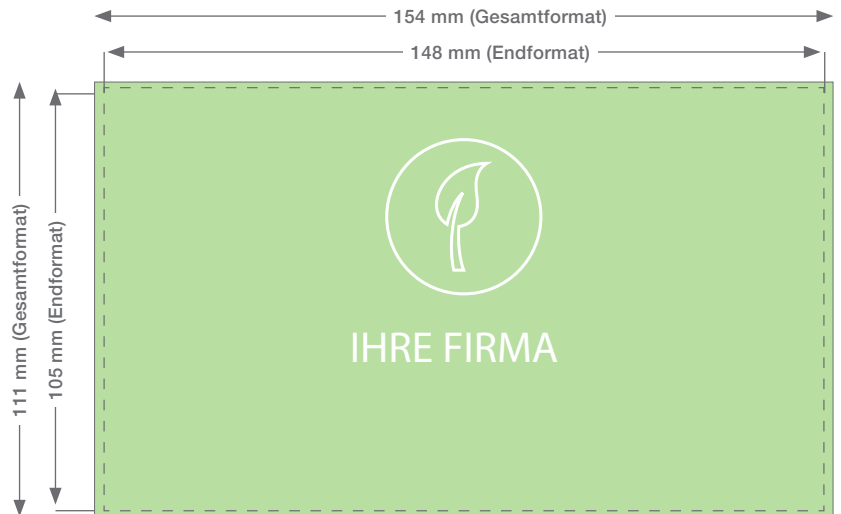 154 mm (Gesamtformat)
148 mm (Endformat)
111 mm (Gesamtformat)
105 mm (Endformat)
IHRE FIRMA